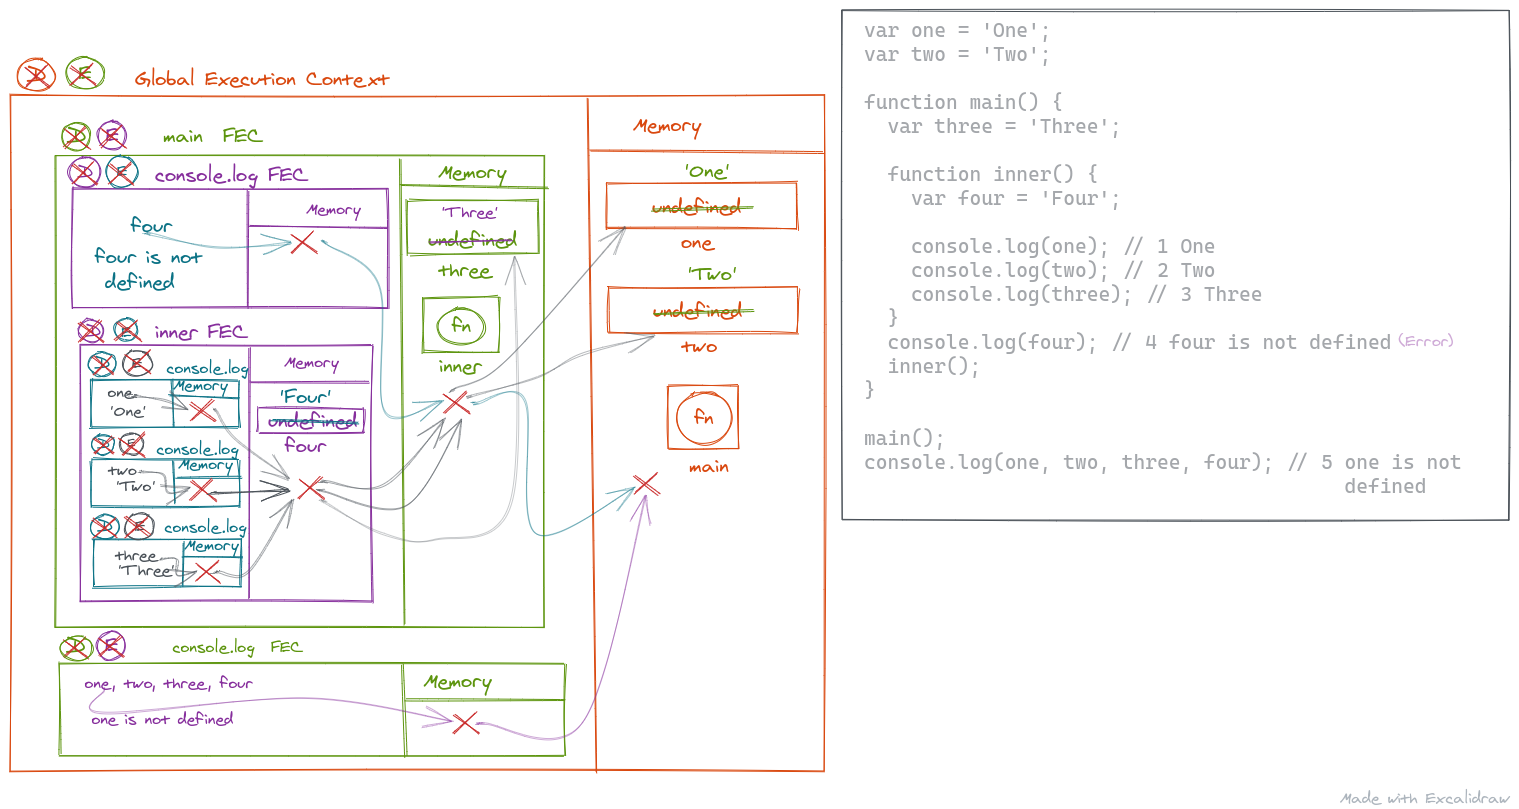 D E Global Execution Context
D E main FEC
D E console.log FEC
Memory
four
four is not
defined
Memory
'Three'
undefined
three
fn
inner
D E inner FEC
Memory
'Four'
undefined
four
D E console.log
Memory
one
'One'
D E console.log
Memory
two
'Two'
D E console.log
Memory
three
'Three'
D E console.log FEC
one, two, three, four
one is not defined
Memory
Memory
'One'
undefined
one
'Two'
undefined
two
fn
main
var one = 'One';
var two = 'Two';
function main() {
var three = 'Three';
function inner() {
var four = 'Four';
console.log(one); // 1 One
console.log(two); // 2 Two
console.log(three); // 3 Three
}
console.log(four); // 4 four is not defined (Error)
inner();
}
main();
console.log(one, two, three, four); // 5 one is not
defined
Made with Excalidraw